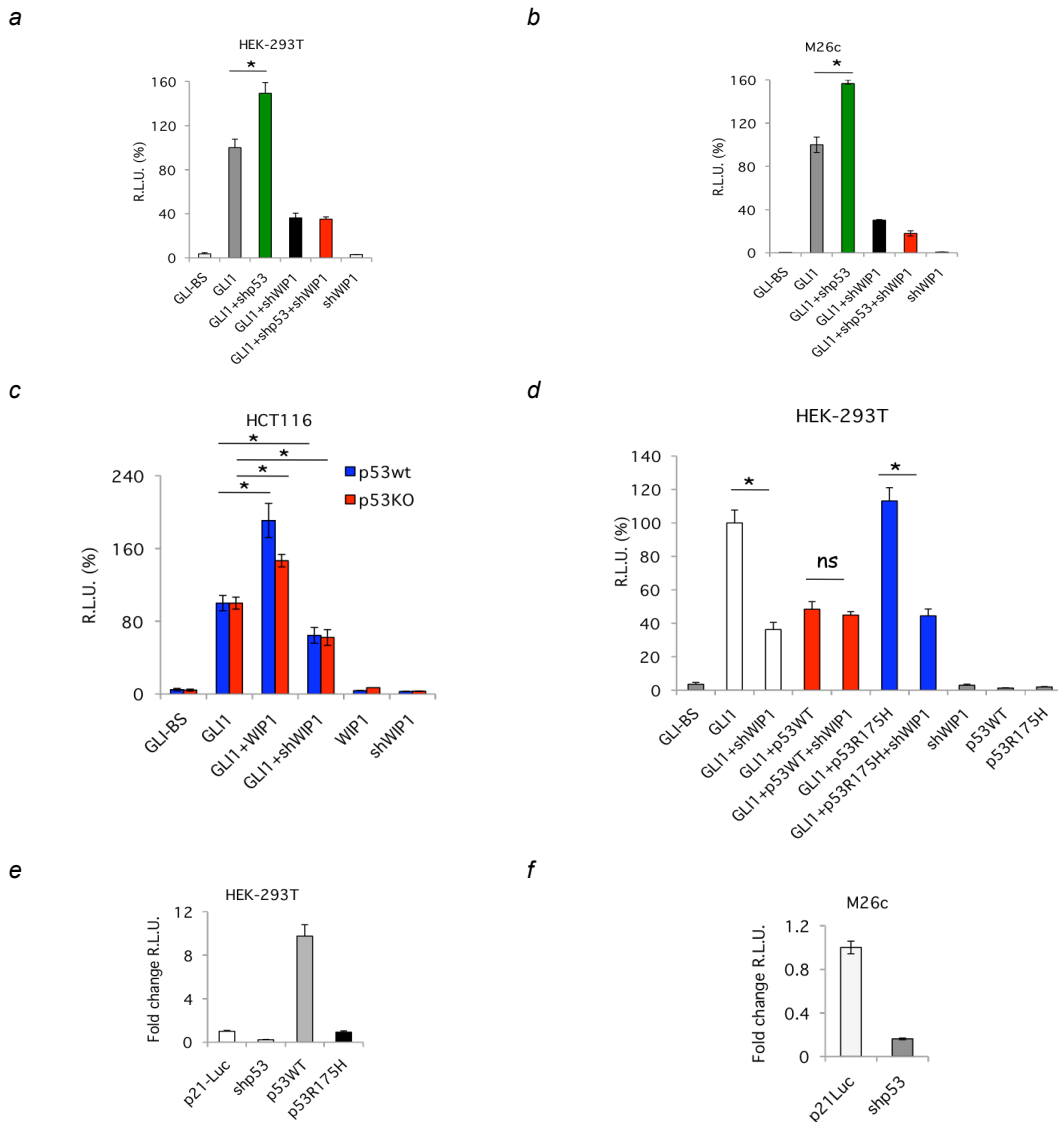 a
HEK-293T
*
160
120
80
40
0
R.L.U. (%)
GLI-BS
GLI1
GLI1+shp53
GLI1+shWIP1
GLI1+shp53+shWIP1
shWIP1
b
M26c
*
160
120
80
40
0
R.L.U. (%)
GLI-BS
GLI1
GLI1+shp53
GLI1+shWIP1
GLI1+shp53+shWIP1
shWIP1
c
HCT116
*
*
*
*
p53wt
p53KO
240
160
80
0
R.L.U. (%)
GLI-BS
GLI1
GLI1+WIP1
GLI1+shWIP1
WIP1
shWIP1
d
HEK-293T
*
ns
*
140
120
100
80
60
40
20
0
R.L.U. (%)
GLI-BS
GLI1
GLI1+shWIP1
GLI1+p53WT
GLI1+p53WT+shWIP1
GLI1+p53R175H
GLI1+p53R175H+shWIP1
shWIP1
p53WT
p53R175H
e
HEK-293T
12
8
4
0
Fold change R.L.U.
p21-Luc
shp53
p53WT
p53R175H
f
M26c
1.2
0.8
0.4
0
Fold change R.L.U.
p21Luc
shp53